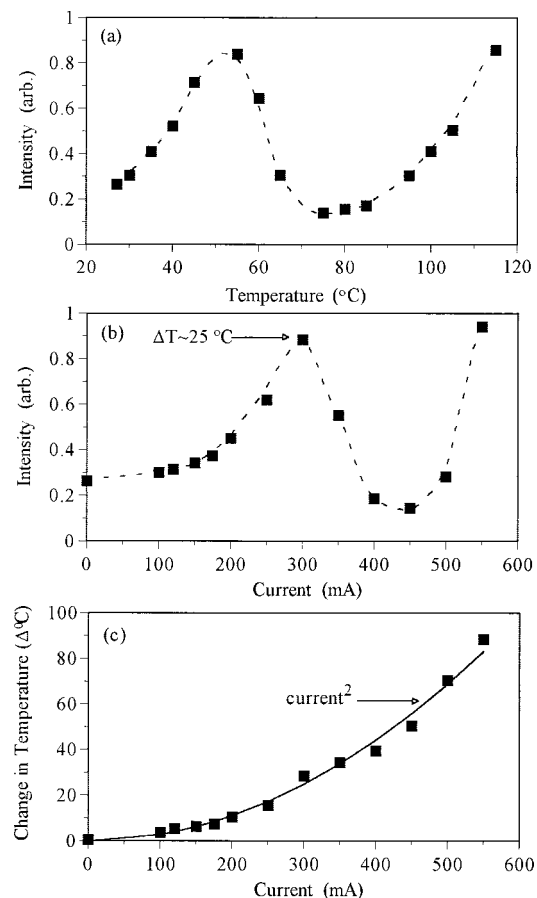 (a)
Intensity (arb.)
1
0.8
0.6
0.4
0.2
0
20 40 60 80 100 120
Temperature (°C)
(b)
ΔT~25 °C
Intensity (arb.)
1
0.8
0.6
0.4
0.2
0
0 100 200 300 400 500 600
Current (mA)
(c)
current²
Change in Temperature (Δ°C)
100
80
60
40
20
0
0 100 200 300 400 500 600
Current (mA)